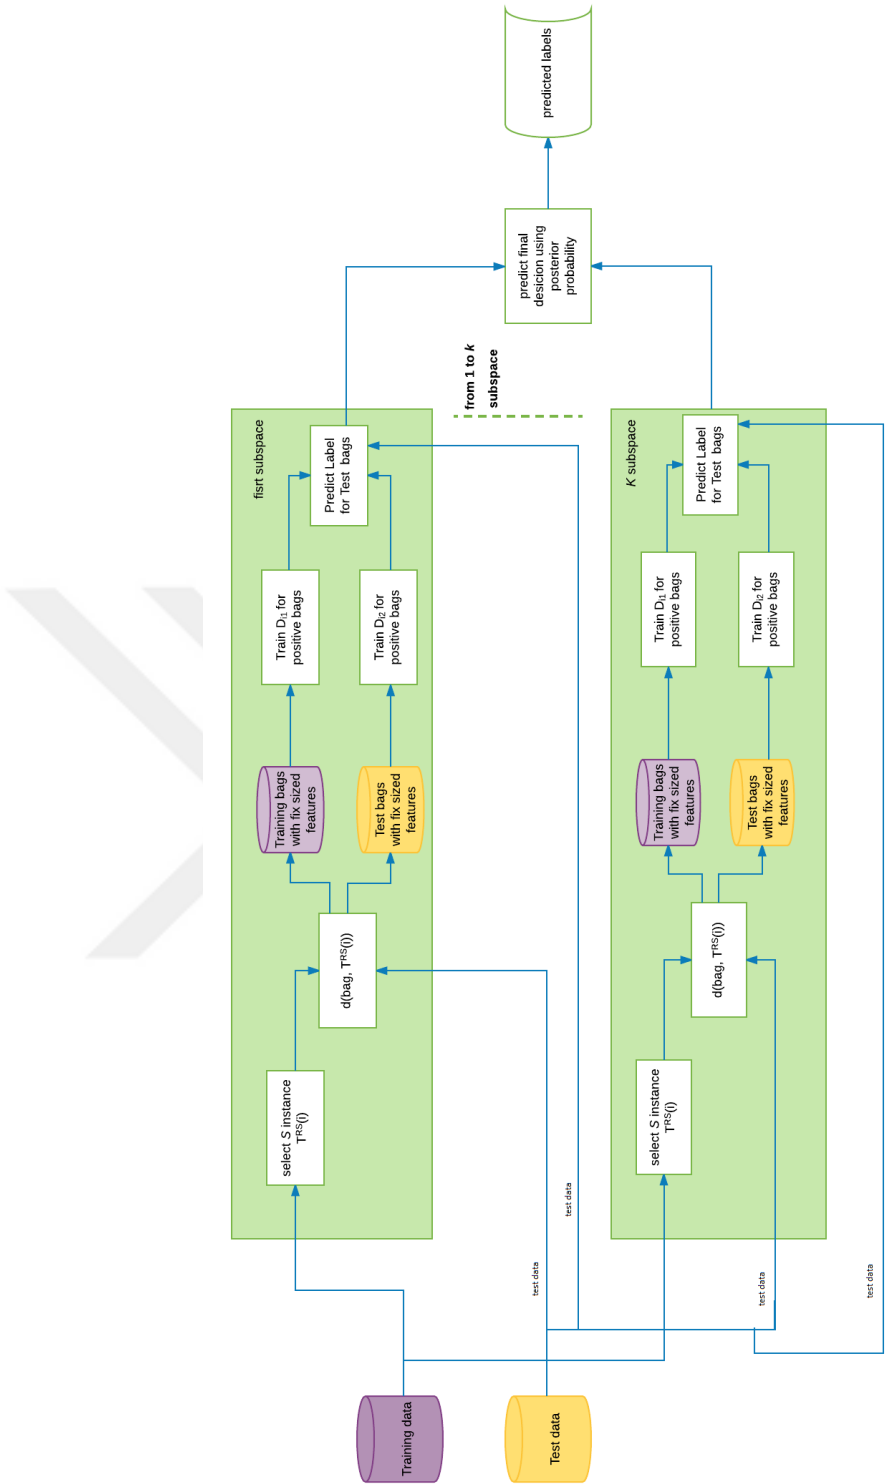 Training data
Test data
test data
test data
test data
test data
fisrt subspace
select S instance
TRS(i)
d(bag, TRS(i))
Training bags
with fix sized
features
Test bags
with fix sized
features
Train Di1 for
positive bags
Train Di2 for
positive bags
Predict Label
for Test bags
from 1 to k
subspace
K subspace
select S instance
TRS(i)
d(bag, TRS(i))
Training bags
with fix sized
features
Test bags
with fix sized
features
Train Di1 for
positive bags
Train Di2 for
positive bags
Predict Label
for Test bags
predict final
desicion using
posterior
probability
predicted labels